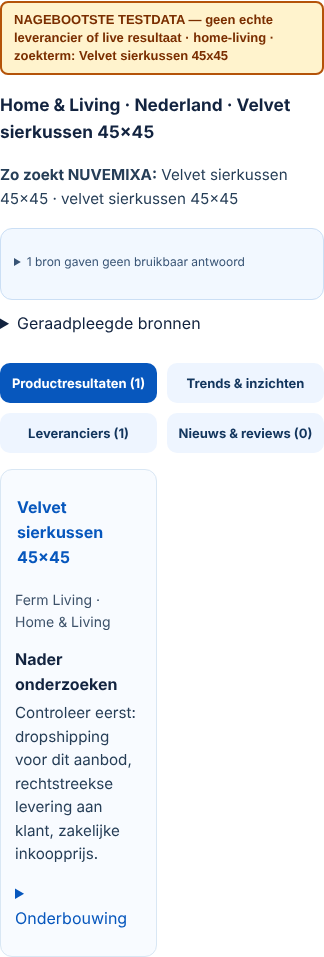 NAGEBOOTSTE TESTDATA — geen echte
leverancier of live resultaat · home-living ·
zoekterm: Velvet sierkussen 45x45
Home & Living · Nederland · Velvet
sierkussen 45×45
Zo zoekt NUVEMIXA: Velvet sierkussen
45×45 · velvet sierkussen 45×45
1 bron gaven geen bruikbaar antwoord
Geraadpleegde bronnen
Productresultaten (1)
Trends & inzichten
Leveranciers (1)
Nieuws & reviews (0)
Velvet
sierkussen
45×45
Ferm Living ·
Home & Living
Nader
onderzoeken
Controleer eerst:
dropshipping
voor dit aanbod,
rechtstreekse
levering aan
klant, zakelijke
inkoopprijs.
Onderbouwing